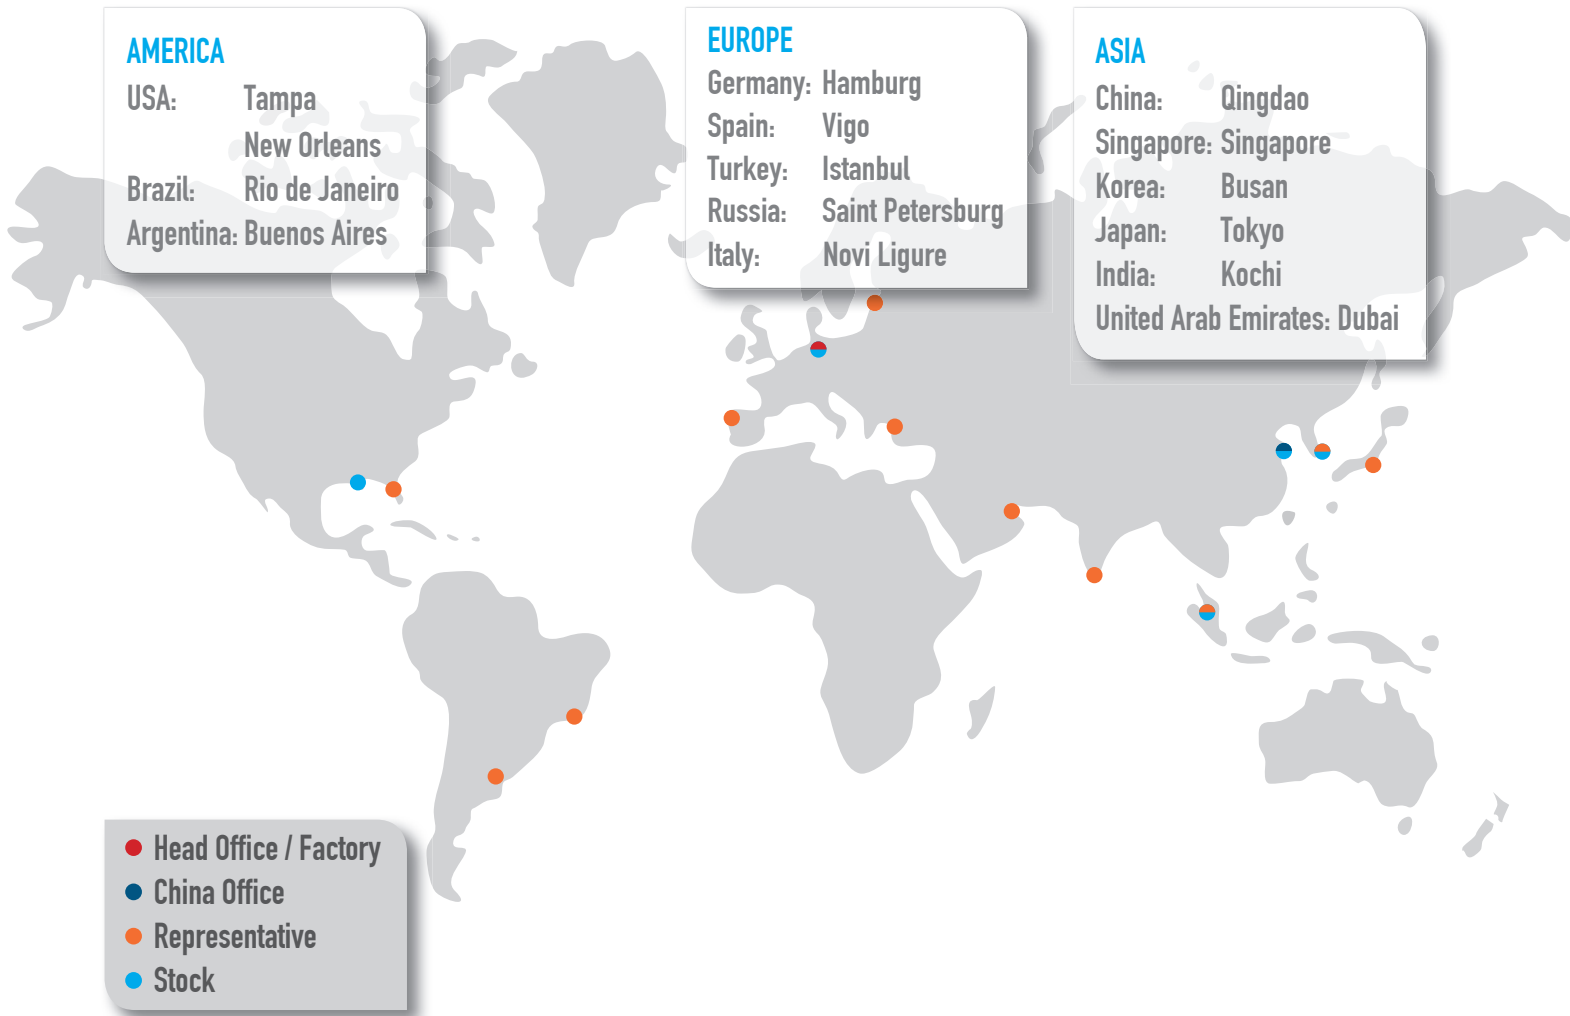 AMERICA
USA: Tampa
New Orleans
Brazil: Rio de Janeiro
Argentina: Buenos Aires
EUROPE
Germany: Hamburg
Spain: Vigo
Turkey: Istanbul
Russia: Saint Petersburg
Italy: Novi Ligure
ASIA
China: Qingdao
Singapore: Singapore
Korea: Busan
Japan: Tokyo
India: Kochi
United Arab Emirates: Dubai
Head Office / Factory
China Office
Representative
Stock